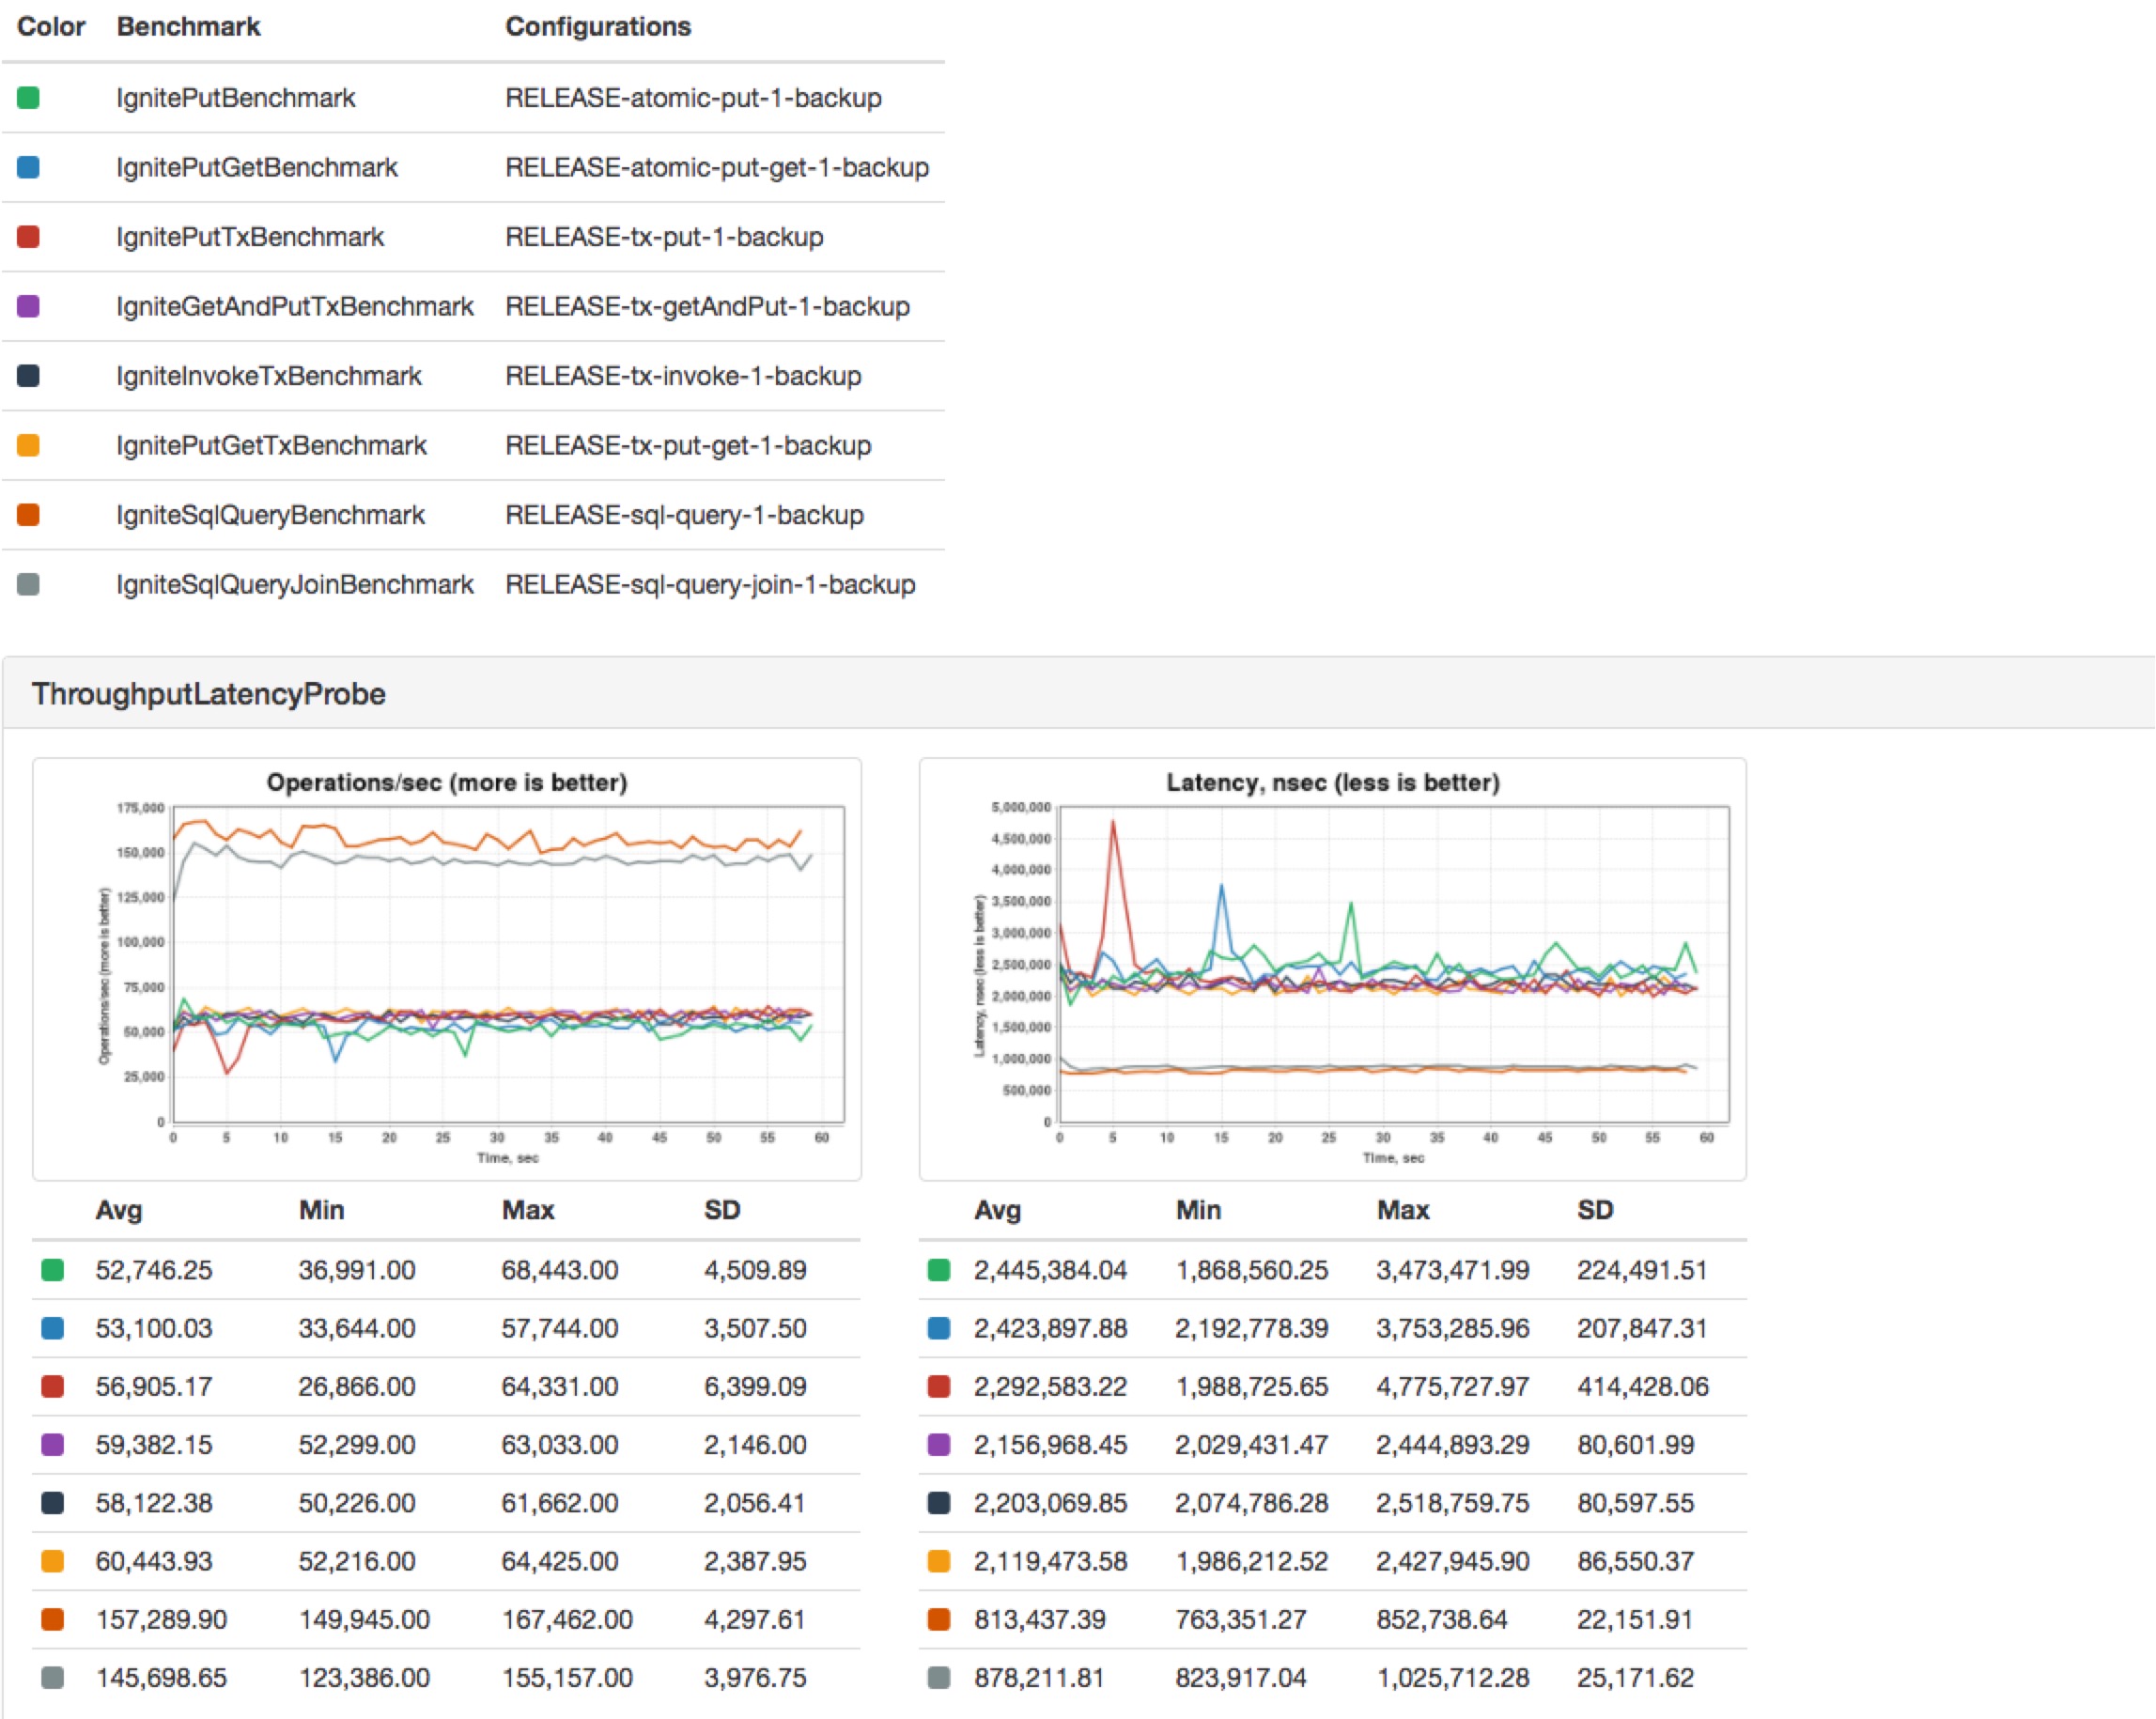 Color Benchmark Configurations
IgnitePutBenchmark RELEASE-atomic-put-1-backup
IgnitePutGetBenchmark RELEASE-atomic-put-get-1-backup
IgnitePutTxBenchmark RELEASE-tx-put-1-backup
IgniteGetAndPutTxBenchmark RELEASE-tx-getAndPut-1-backup
IgniteInvokeTxBenchmark RELEASE-tx-invoke-1-backup
IgnitePutGetTxBenchmark RELEASE-tx-put-get-1-backup
IgniteSqlQueryBenchmark RELEASE-sql-query-1-backup
IgniteSqlQueryJoinBenchmark RELEASE-sql-query-join-1-backup
ThroughputLatencyProbe
Operations/sec (more is better)
Operations/sec (more is better)
175,000
150,000
125,000
100,000
75,000
50,000
25,000
0
0 5 10 15 20 25 30 35 40 45 50 55 60
Time, sec
Latency, nsec (less is better)
Latency, nsec (less is better)
5,000,000
4,500,000
4,000,000
3,500,000
3,000,000
2,500,000
2,000,000
1,500,000
1,000,000
500,000
0
0 5 10 15 20 25 30 35 40 45 50 55 60
Time, sec
Avg Min Max SD
52,746.25 36,991.00 68,443.00 4,509.89
53,100.03 33,644.00 57,744.00 3,507.50
56,905.17 26,866.00 64,331.00 6,399.09
59,382.15 52,299.00 63,033.00 2,146.00
58,122.38 50,226.00 61,662.00 2,056.41
60,443.93 52,216.00 64,425.00 2,387.95
157,289.90 149,945.00 167,462.00 4,297.61
145,698.65 123,386.00 155,157.00 3,976.75
Avg Min Max SD
2,445,384.04 1,868,560.25 3,473,471.99 224,491.51
2,423,897.88 2,192,778.39 3,753,285.96 207,847.31
2,292,583.22 1,988,725.65 4,775,727.97 414,428.06
2,156,968.45 2,029,431.47 2,444,893.29 80,601.99
2,203,069.85 2,074,786.28 2,518,759.75 80,597.55
2,119,473.58 1,986,212.52 2,427,945.90 86,550.37
813,437.39 763,351.27 852,738.64 22,151.91
878,211.81 823,917.04 1,025,712.28 25,171.62